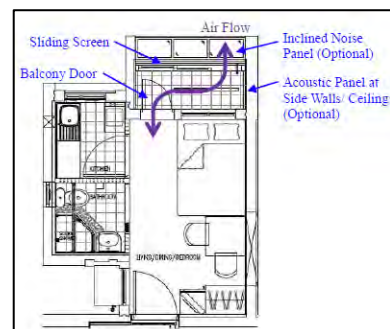 Air Flow
Sliding Screen
Inclined Noise
Panel (Optional)
Balcony Door
Acoustic Panel at
Side Walls/ Ceiling
(Optional)
KITCHEN
BATHROOM
LIVING/DINING/BEDROOM